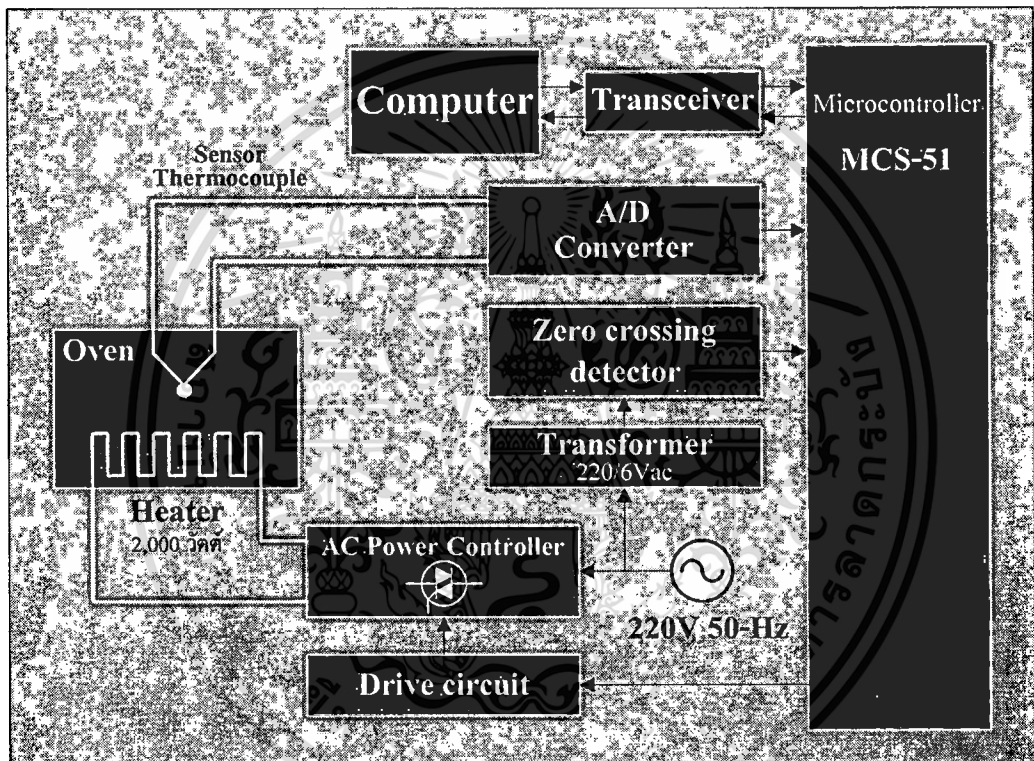 Computer
Transceiver
Microcontroller
MCS-51
Sensor
Thermocouple
A/D
Converter
Oven
Zero crossing
detector
Transformer
220/6Vac
Heater
2,000 วัตต์
AC Power Controller
220V 50-Hz
Drive circuit